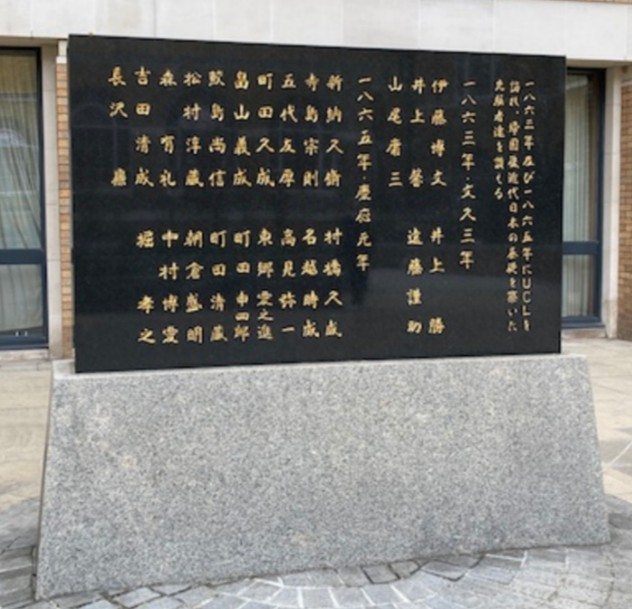 一八六三年及び一八六五年にUCLを
訪れ、帰国後近代日本の基礎を築いた
先駆者達を讃える
一八六三年・文久三年
伊藤博文 井上 勝
井上 馨 遠藤謹助
山尾庸三
一八六五年・慶應元年
新納久脩 村橋久成
寺島宗則 名越時成
五代友厚 高見弥一
町田久成 東郷愛之進
畠山義成 町田申四郎
鮫島尚信 町田清蔵
松村淳蔵 朝倉盛明
森 有礼 中村博愛
吉田清成 堀 孝之
長沢 鼎